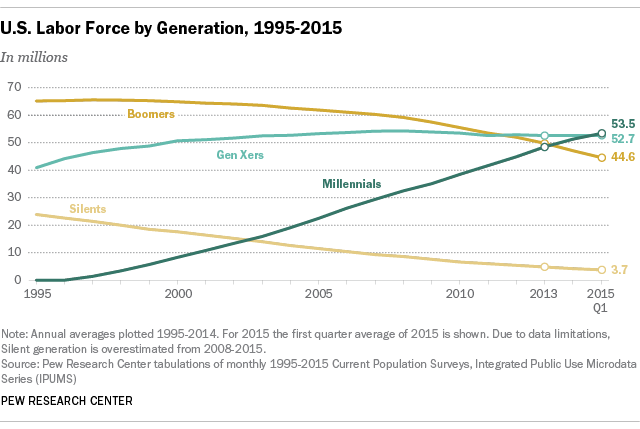 U.S. Labor Force by Generation, 1995-2015
In millions
70
60
50
40
30
20
10
0
Boomers
Gen Xers
Millennials
Silents
53.5
52.7
44.6
3.7
1995
2000
2005
2010
2013
2015
Q1
Note: Annual averages plotted 1995-2014. For 2015 the first quarter average of 2015 is shown. Due to data limitations,
Silent generation is overestimated from 2008-2015.
Source: Pew Research Center tabulations of monthly 1995-2015 Current Population Surveys, Integrated Public Use Microdata
Series (IPUMS)
PEW RESEARCH CENTER